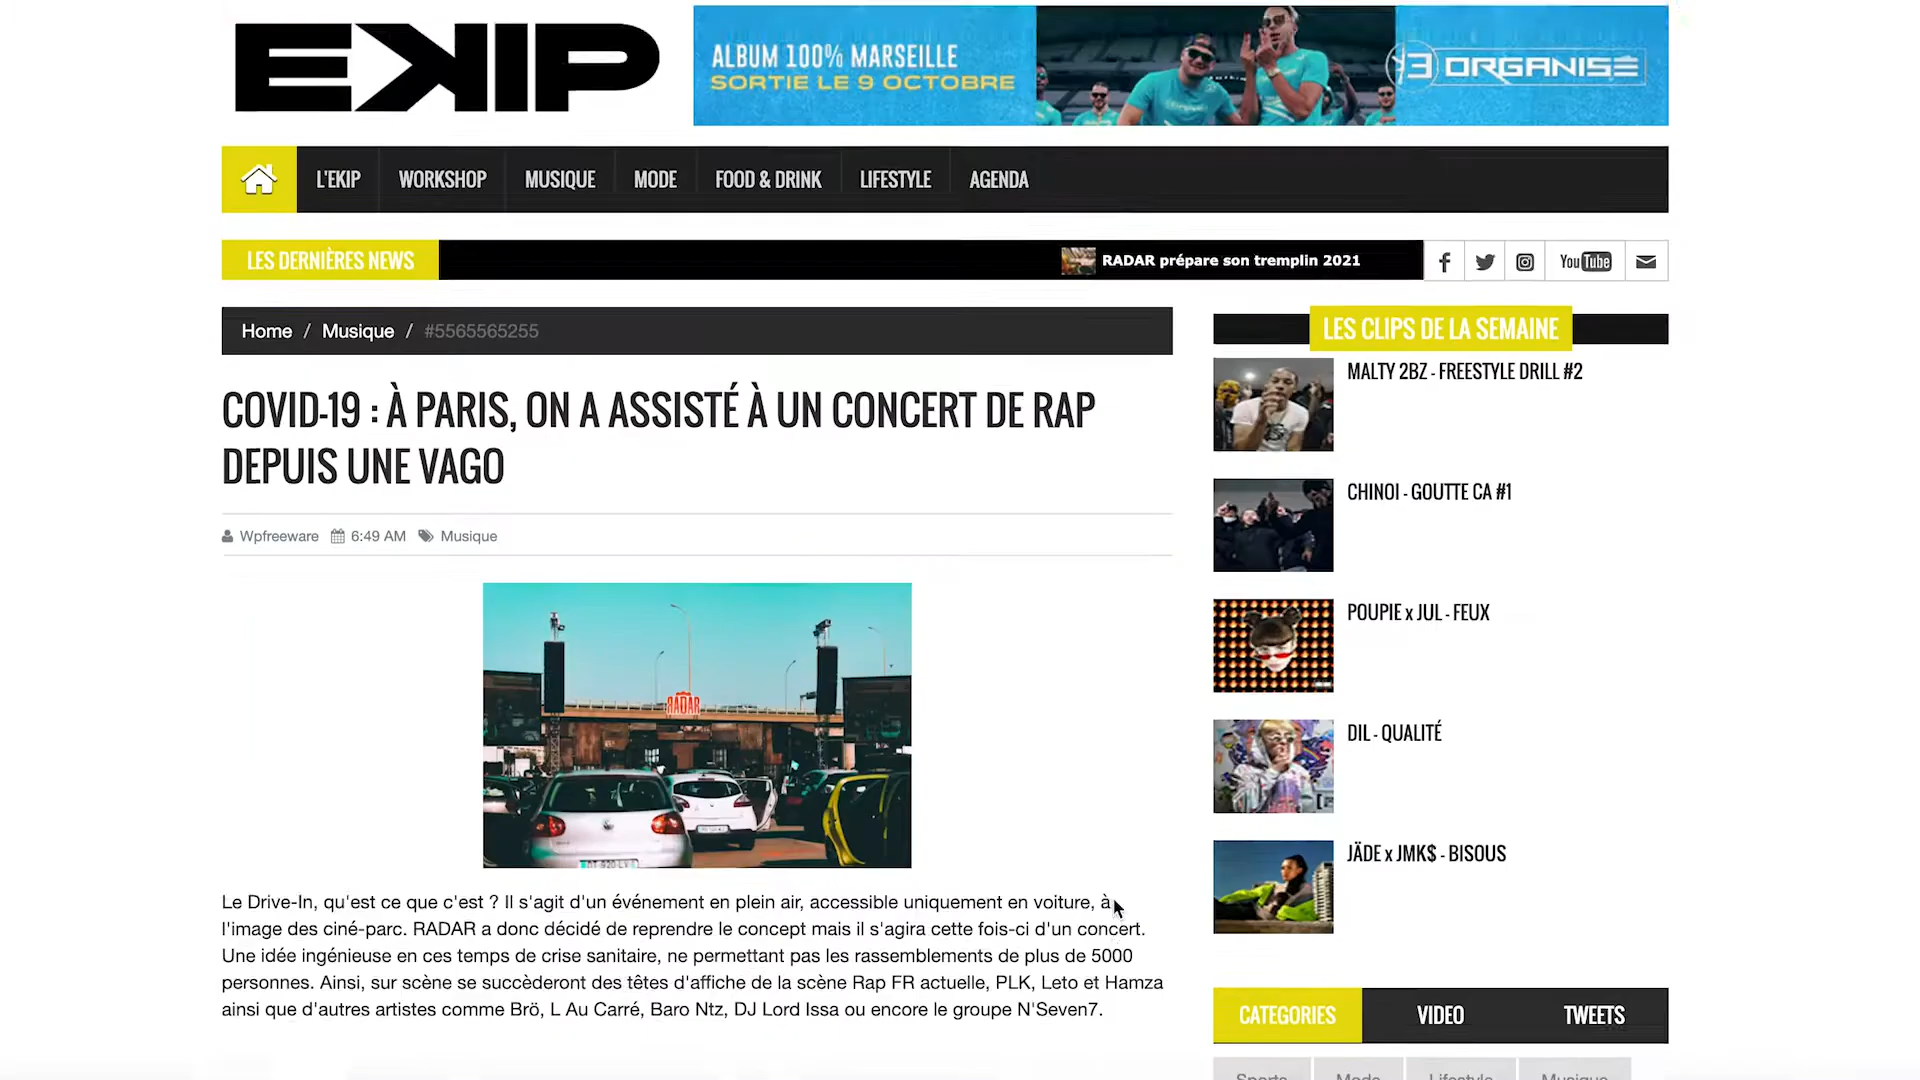 EKIP
ALBUM 100% MARSEILLE
SORTIE LE 9 OCTOBRE
13 ORGANISÉ
L'EKIP
WORKSHOP
MUSIQUE
MODE
FOOD & DRINK
LIFESTYLE
AGENDA
LES DERNIÈRES NEWS
RADAR prépare son tremplin 2021
You Tube
Home / Musique / #5565565255
COVID-19 : À PARIS, ON A ASSISTÉ À UN CONCERT DE RAP
DEPUIS UNE VAGO
Wpfreeware 6:49 AM Musique
RADAR
Le Drive-In, qu'est ce que c'est ? Il s'agit d'un événement en plein air, accessible uniquement en voiture, à
l'image des ciné-parc. RADAR a donc décidé de reprendre le concept mais il s'agira cette fois-ci d'un concert.
Une idée ingénieuse en ces temps de crise sanitaire, ne permettant pas les rassemblements de plus de 5000
personnes. Ainsi, sur scène se succèderont des têtes d'affiche de la scène Rap FR actuelle, PLK, Leto et Hamza
ainsi que d'autres artistes comme Brö, L Au Carré, Baro Ntz, DJ Lord Issa ou encore le groupe N'Seven7.
LES CLIPS DE LA SEMAINE
MALTY 2BZ - FREESTYLE DRILL #2
CHINOI - GOUTTE CA #1
POUPIE x JUL - FEUX
DIL - QUALITÉ
JÄDE x JMK$ - BISOUS
CATEGORIES
VIDEO
TWEETS
Sports
Mode
Lifestyle
Musique